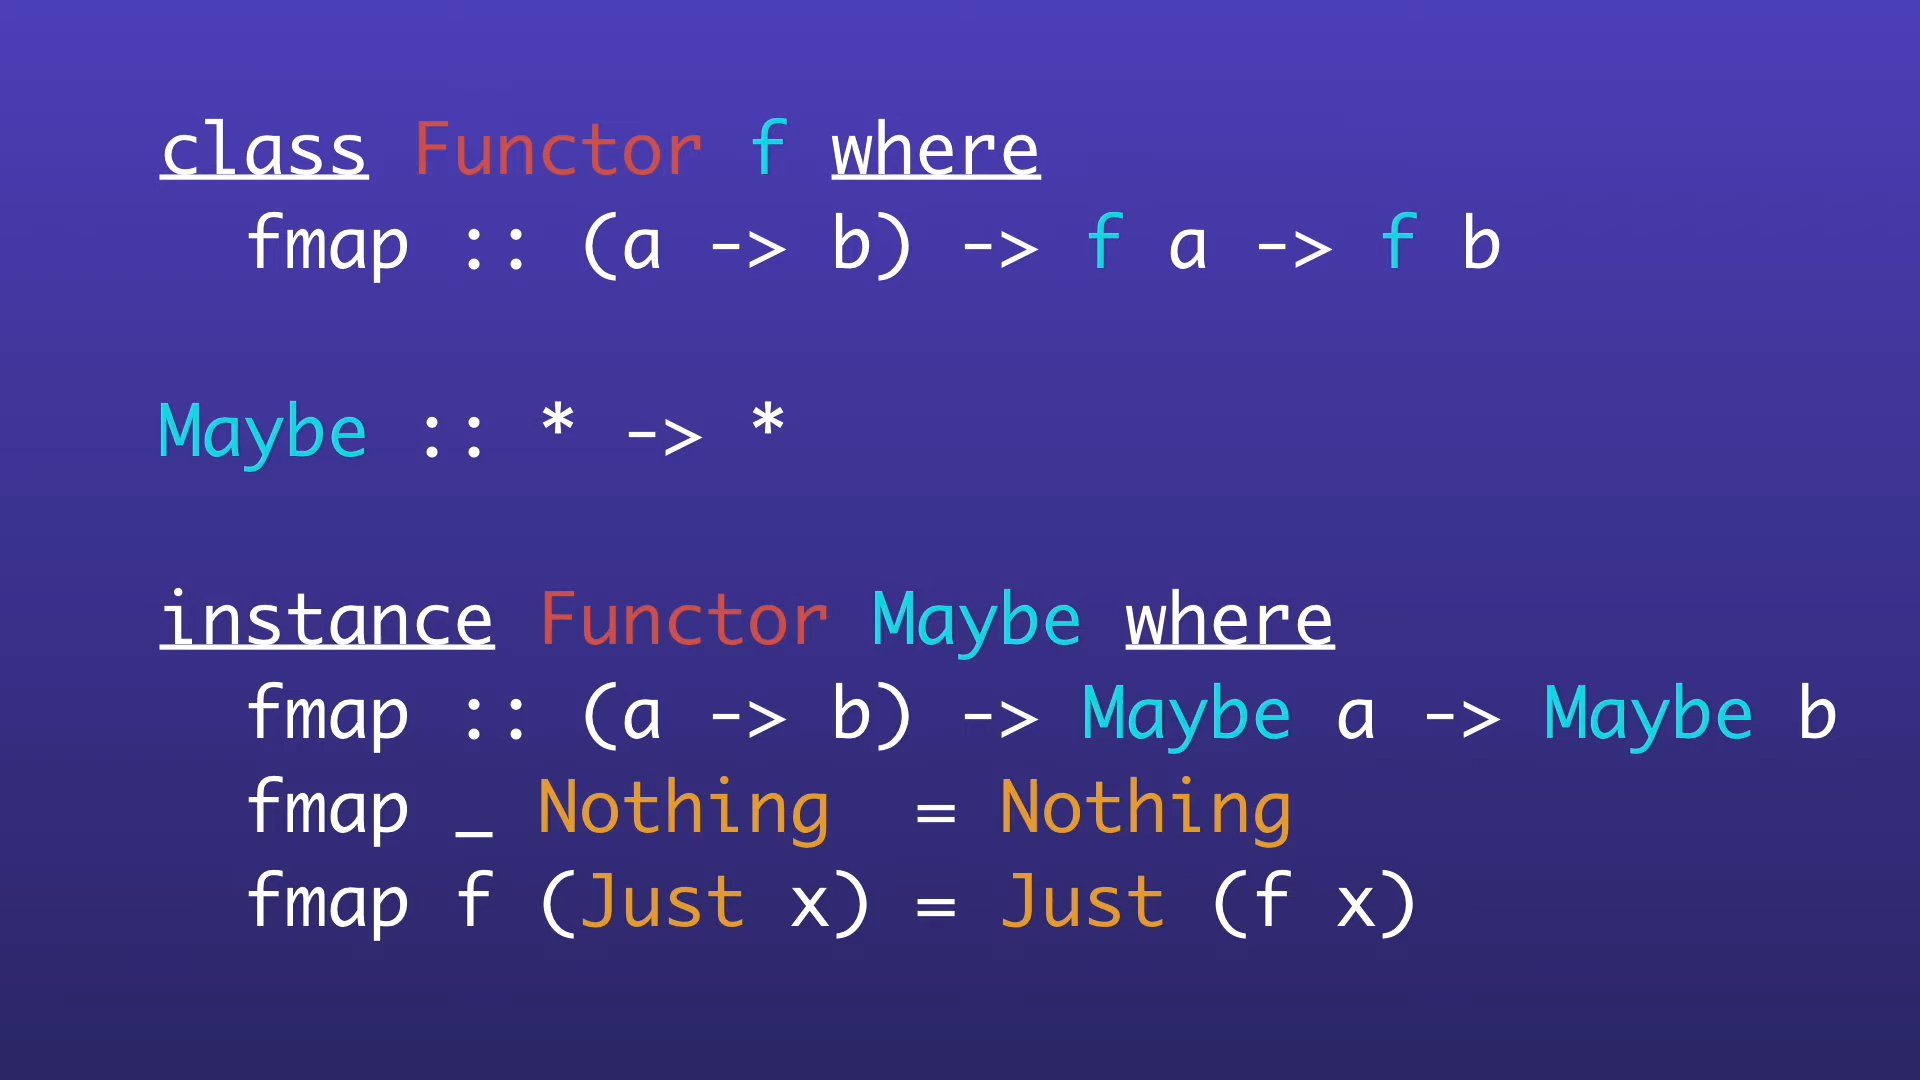 class Functor f where
  fmap :: (a -> b) -> f a -> f b
Maybe :: * -> *
instance Functor Maybe where
  fmap :: (a -> b) -> Maybe a -> Maybe b
  fmap _ Nothing  = Nothing
  fmap f (Just x) = Just (f x)